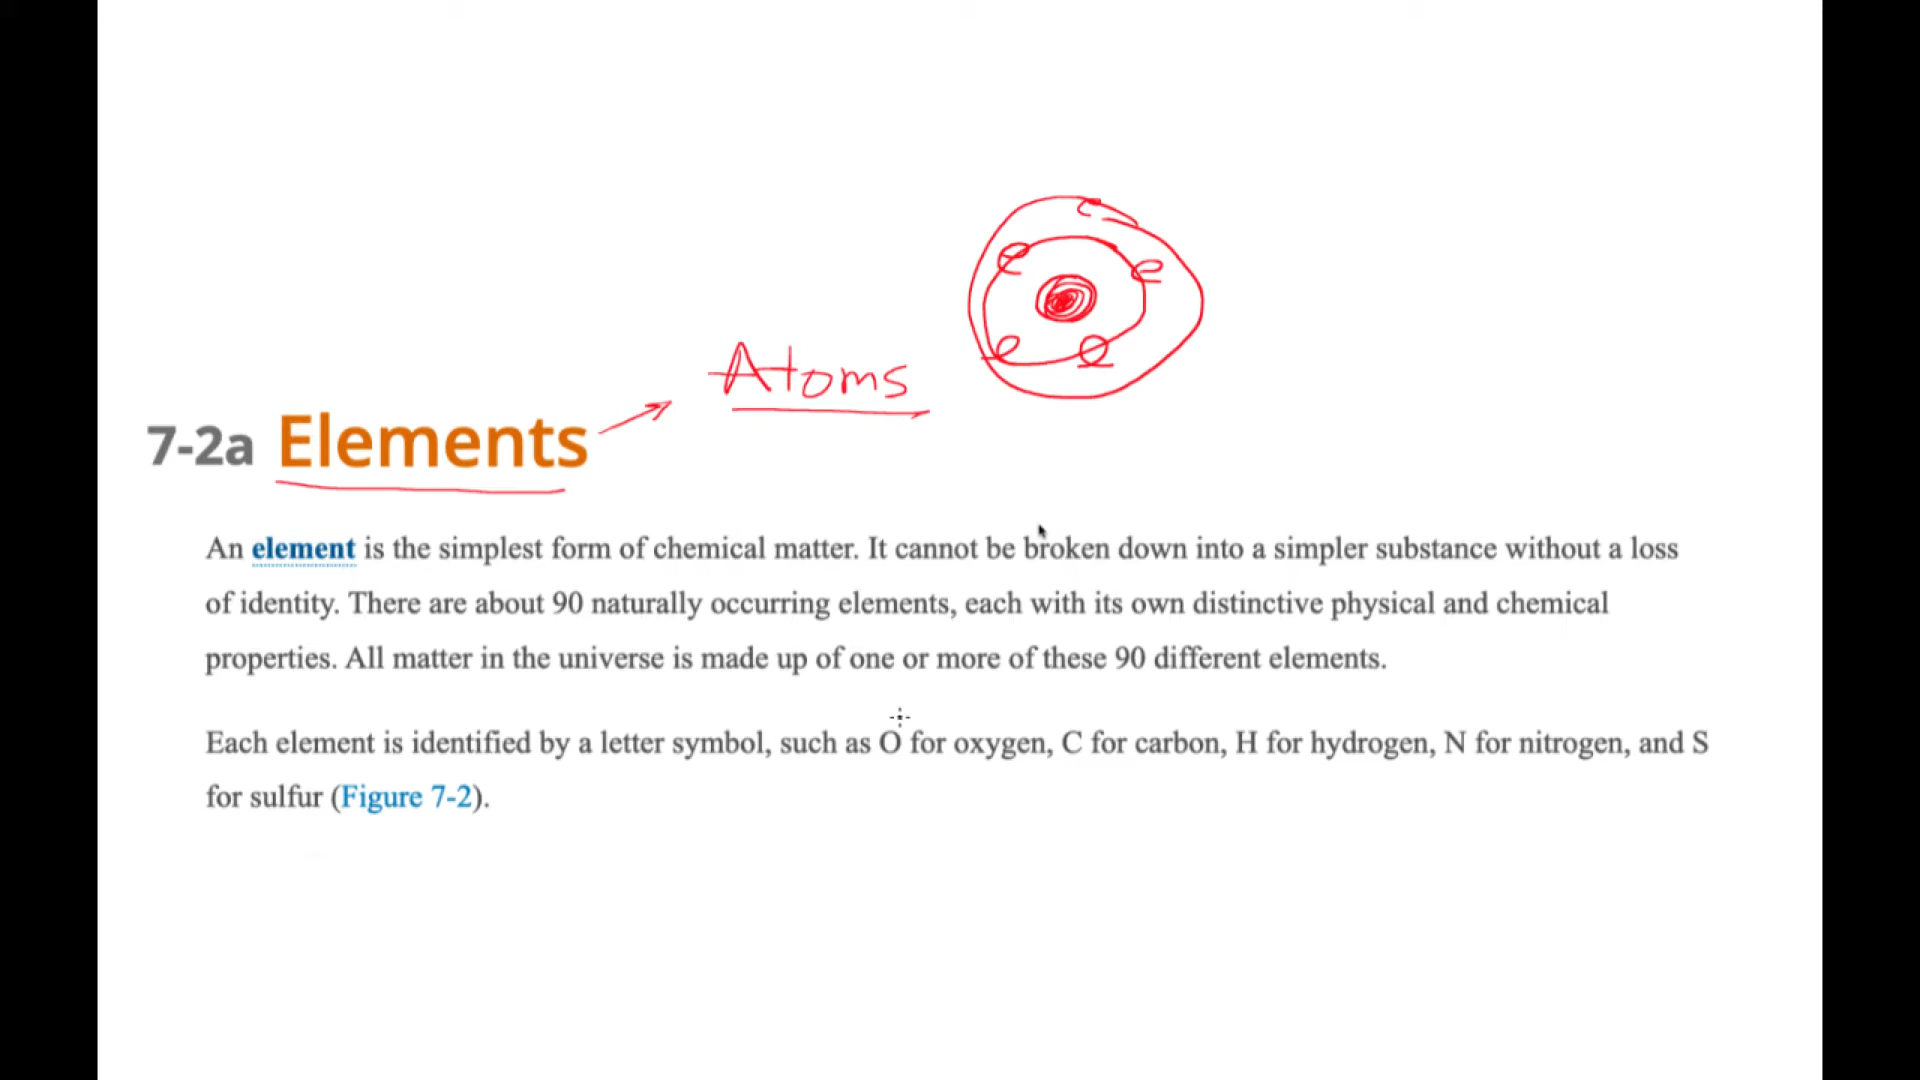 e
e e
e e
Atoms
7-2a Elements
An element is the simplest form of chemical matter. It cannot be broken down into a simpler substance without a loss
of identity. There are about 90 naturally occurring elements, each with its own distinctive physical and chemical
properties. All matter in the universe is made up of one or more of these 90 different elements.
Each element is identified by a letter symbol, such as O for oxygen, C for carbon, H for hydrogen, N for nitrogen, and S
for sulfur (Figure 7-2).